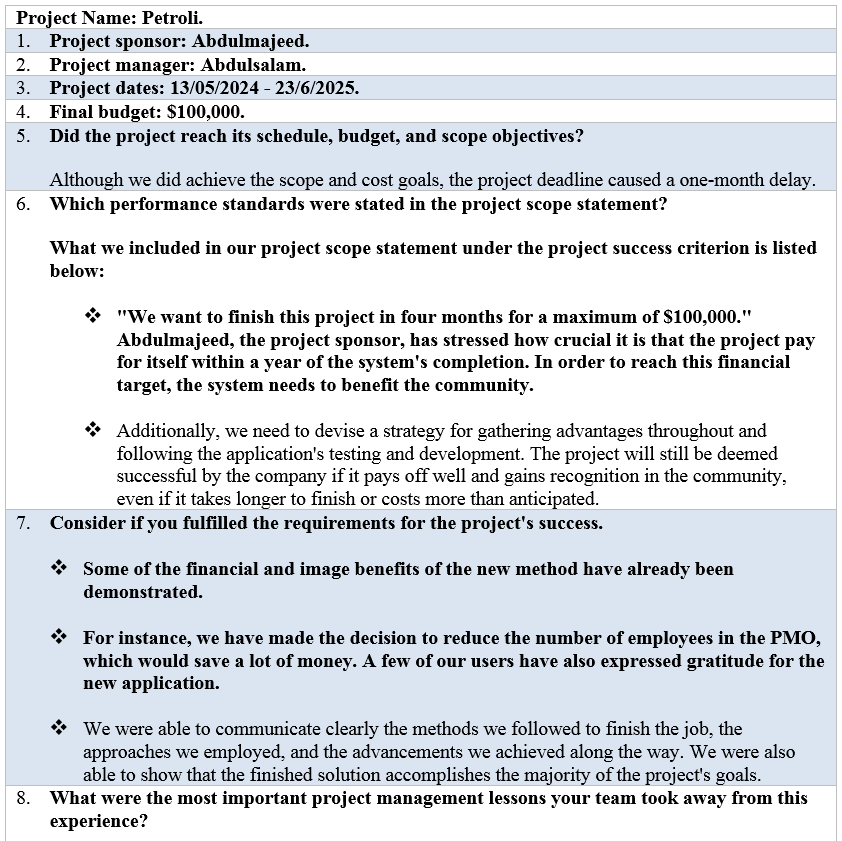 Project Name: Petroli.
1. Project sponsor: Abdulmajeed.
2. Project manager: Abdulsalam.
3. Project dates: 13/05/2024 - 23/6/2025.
4. Final budget: $100,000.
5. Did the project reach its schedule, budget, and scope objectives?
Although we did achieve the scope and cost goals, the project deadline caused a one-month delay.
6. Which performance standards were stated in the project scope statement?
What we included in our project scope statement under the project success criterion is listed
below:
❖ "We want to finish this project in four months for a maximum of $100,000."
Abdulmajeed, the project sponsor, has stressed how crucial it is that the project pay
for itself within a year of the system's completion. In order to reach this financial
target, the system needs to benefit the community.
❖ Additionally, we need to devise a strategy for gathering advantages throughout and
following the application's testing and development. The project will still be deemed
successful by the company if it pays off well and gains recognition in the community,
even if it takes longer to finish or costs more than anticipated.
7. Consider if you fulfilled the requirements for the project's success.
❖ Some of the financial and image benefits of the new method have already been
demonstrated.
❖ For instance, we have made the decision to reduce the number of employees in the PMO,
which would save a lot of money. A few of our users have also expressed gratitude for the
new application.
❖ We were able to communicate clearly the methods we followed to finish the job, the
approaches we employed, and the advancements we achieved along the way. We were also
able to show that the finished solution accomplishes the majority of the project's goals.
8. What were the most important project management lessons your team took away from this
experience?